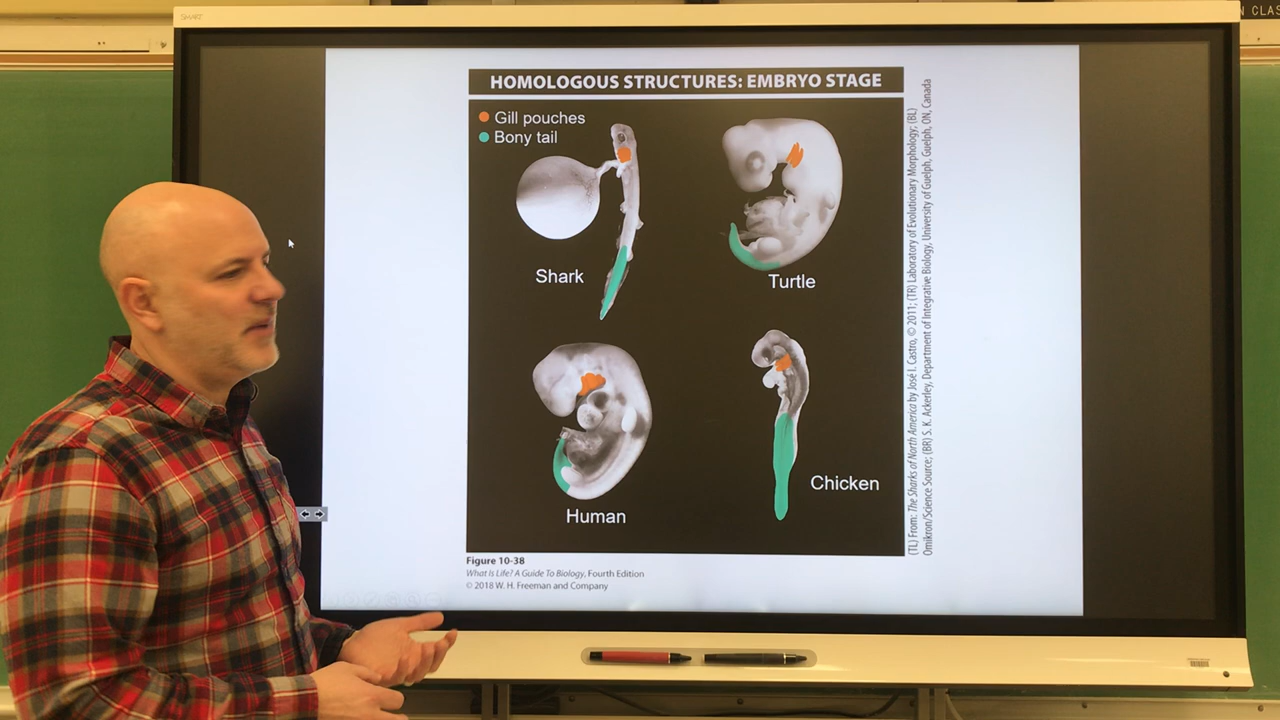 SMART
N CLAS
HOMOLOGOUS STRUCTURES: EMBRYO STAGE
Gill pouches
Bony tail
Shark
Turtle
Human
Chicken
(TL) From: The Sharks of North America by José I. Castro, © 2011; (TR) Laboratory of Evolutionary Morphology; (BL)
Omikron/Science Source; (BR) S. K. Ackerley, Department of Integrative Biology, University of Guelph, Guelph, ON, Canada
Figure 10-38
What Is Life? A Guide To Biology, Fourth Edition
© 2018 W. H. Freeman and Company